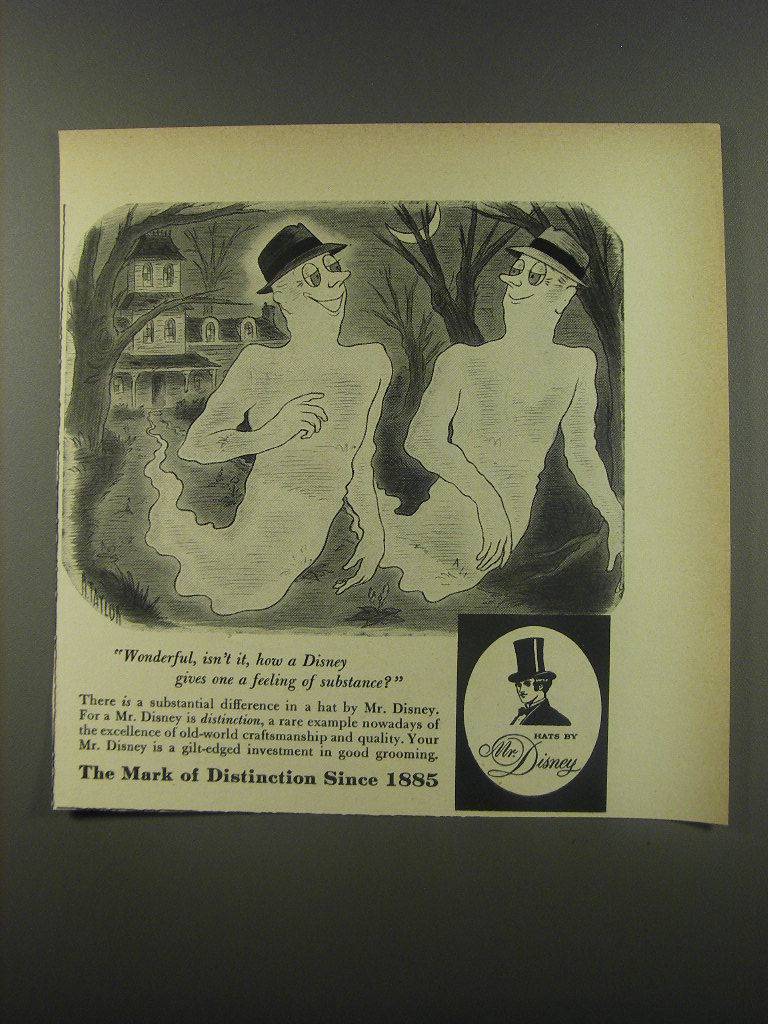 R. TAYLOR
"Wonderful, isn't it, how a Disney
gives one a feeling of substance?"
There is a substantial difference in a hat by Mr. Disney.
For a Mr. Disney is distinction, a rare example nowadays of
the excellence of old-world craftsmanship and quality. Your
Mr. Disney is a gilt-edged investment in good grooming.
The Mark of Distinction Since 1885
HATS BY
Mr. Disney